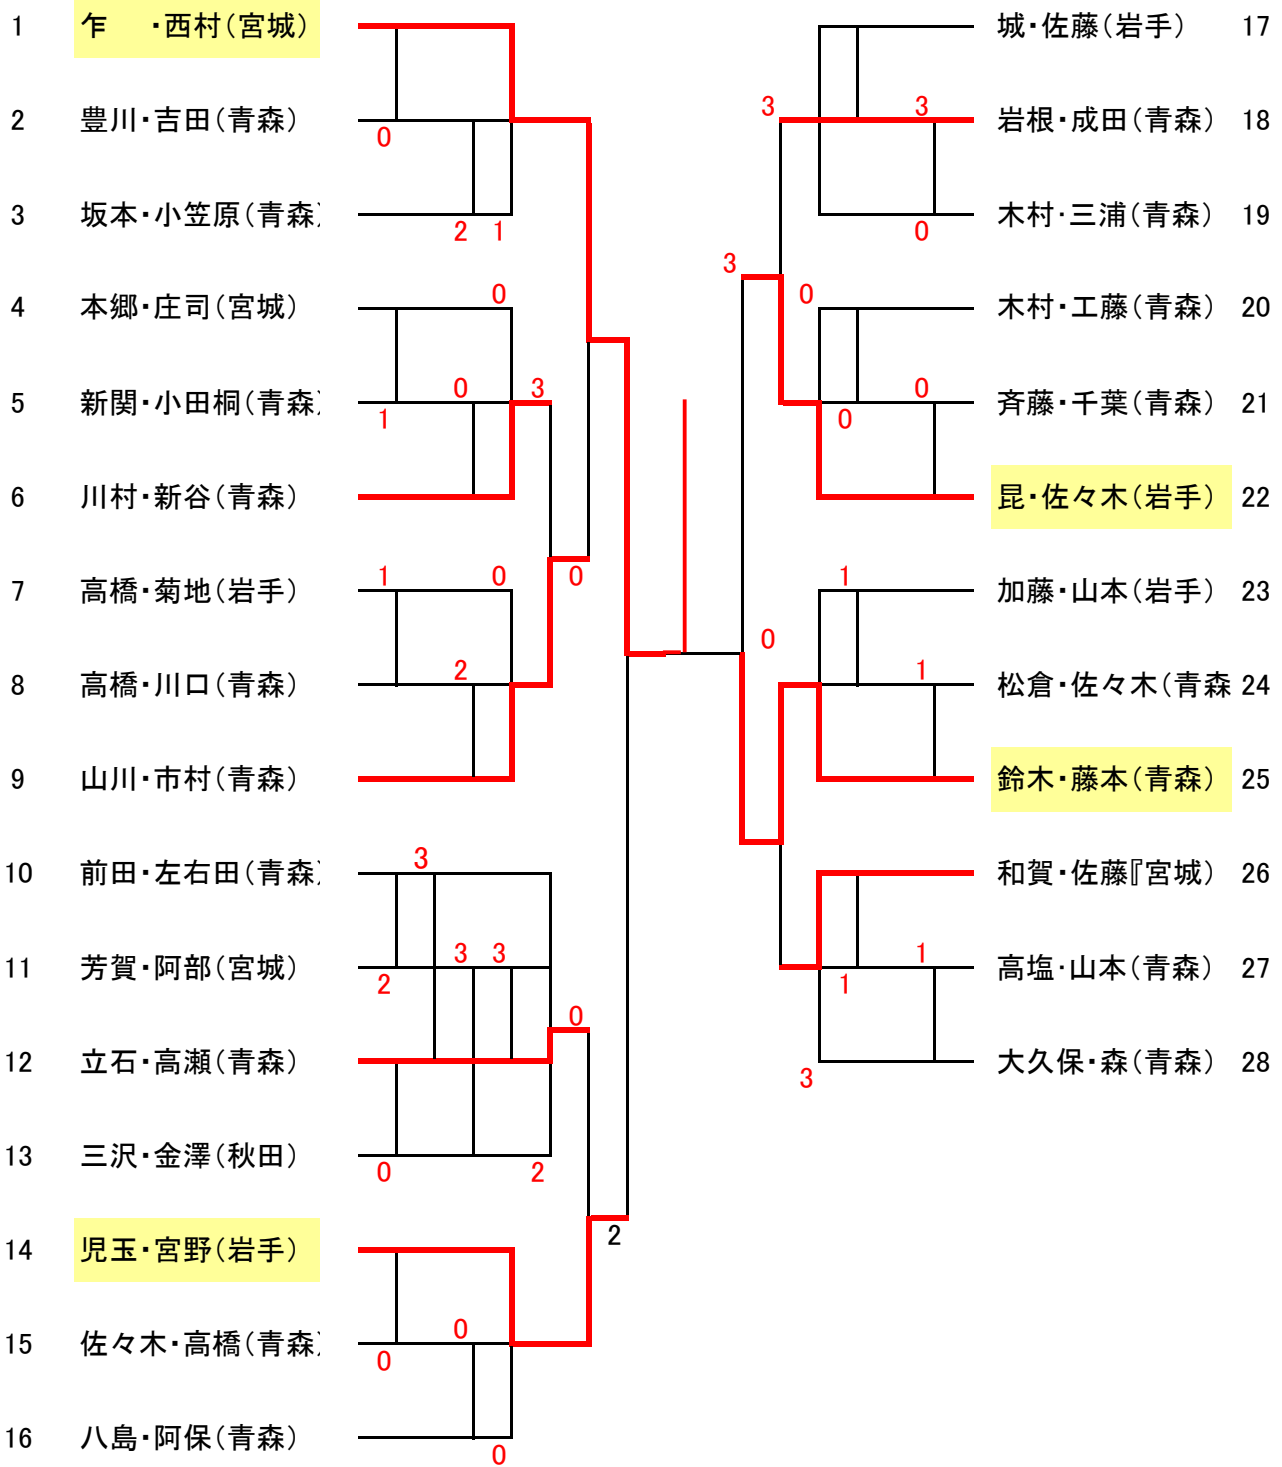 1 乍 ・西村(宮城)
2 豊川・吉田(青森)
0
3 坂本・小笠原(青森)
2 1
0
4 本郷・庄司(宮城)
0 3
5 新関・小田桐(青森)
1
6 川村・新谷(青森)
1 0 0
7 高橋・菊地(岩手)
2
8 高橋・川口(青森)
9 山川・市村(青森)
3
10 前田・左右田(青森)
3 3
11 芳賀・阿部(宮城)
2
0
12 立石・高瀬(青森)
13 三沢・金澤(秋田)
0 2
2
14 児玉・宮野(岩手)
0
15 佐々木・高橋(青森)
0
16 八島・阿保(青森)
0
城・佐藤(岩手) 17
3 3
岩根・成田(青森) 18
木村・三浦(青森) 19
0
3 0
木村・工藤(青森) 20
0
斉藤・千葉(青森) 21
0
昆・佐々木(岩手) 22
1
加藤・山本(岩手) 23
0
1
松倉・佐々木(青森 24
鈴木・藤本(青森) 25
和賀・佐藤『宮城) 26
1
高塩・山本(青森) 27
1
大久保・森(青森) 28
3